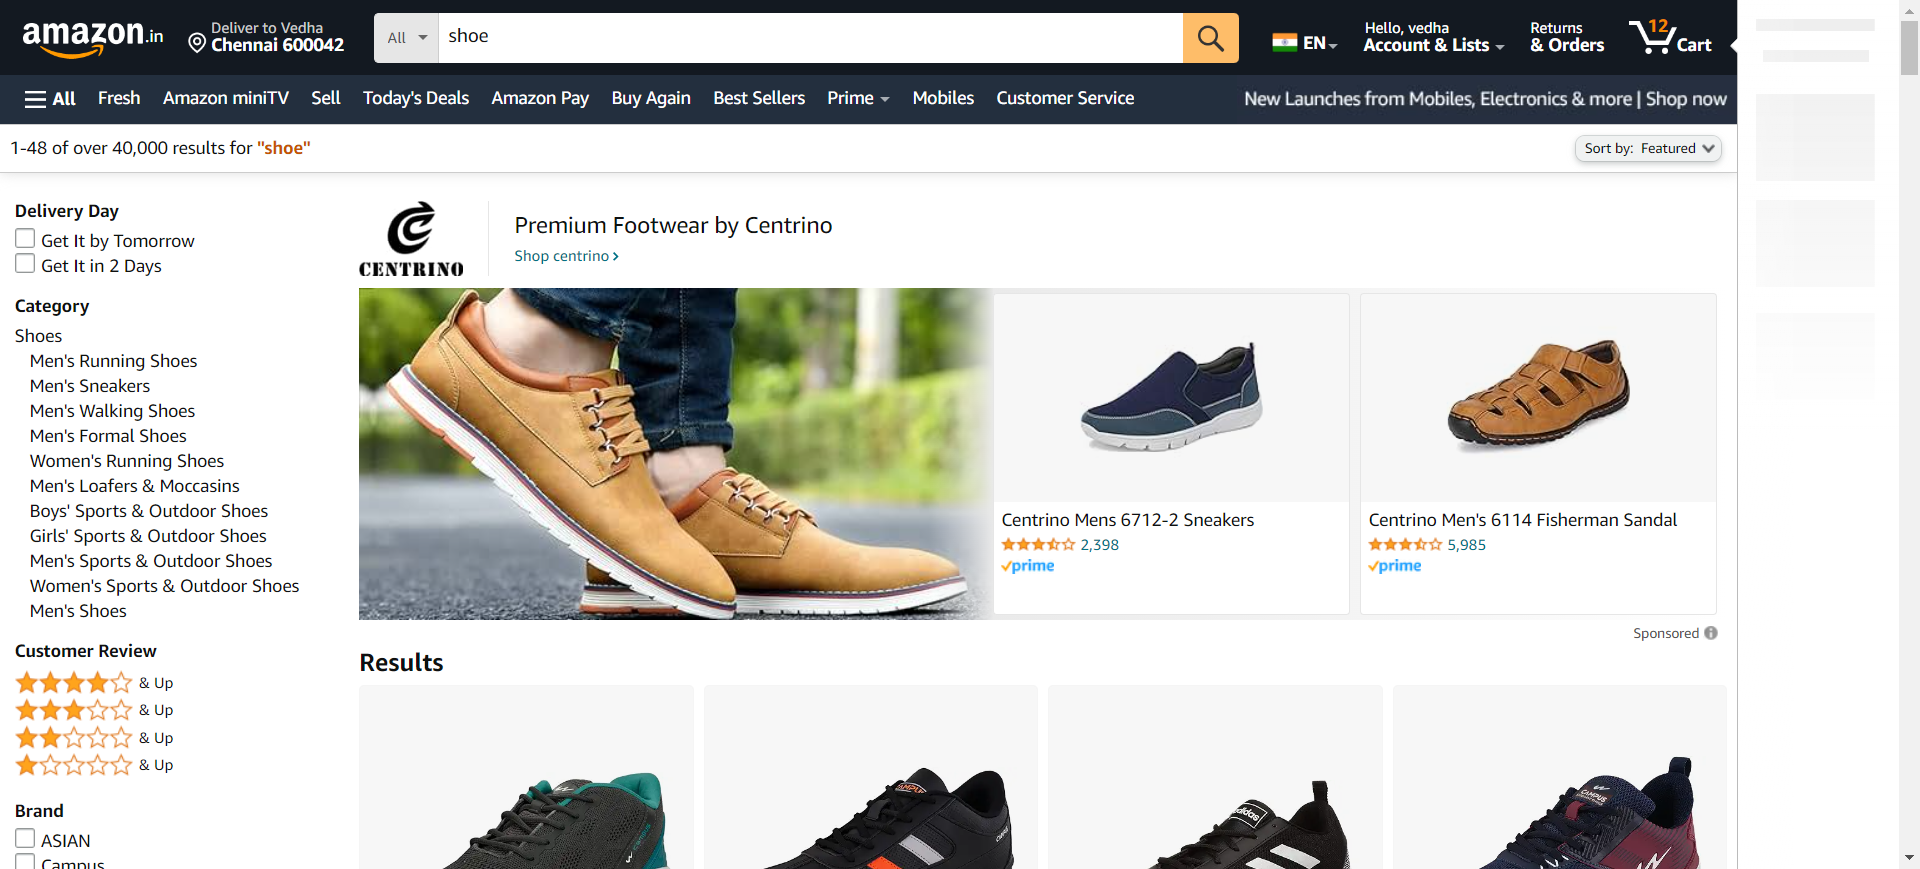 amazon.in
Deliver to Vedha
Chennai 600042
All
shoe
EN
Hello, vedha
Account & Lists
Returns
& Orders
12
Cart
All
Fresh
Amazon miniTV
Sell
Today's Deals
Amazon Pay
Buy Again
Best Sellers
Prime
Mobiles
Customer Service
New Launches from Mobiles, Electronics & more | Shop now
1-48 of over 40,000 results for "shoe"
Sort by: Featured
Delivery Day
Get It by Tomorrow
Get It in 2 Days
Category
Shoes
Men's Running Shoes
Men's Sneakers
Men's Walking Shoes
Men's Formal Shoes
Women's Running Shoes
Men's Loafers & Moccasins
Boys' Sports & Outdoor Shoes
Girls' Sports & Outdoor Shoes
Men's Sports & Outdoor Shoes
Women's Sports & Outdoor Shoes
Men's Shoes
Customer Review
& Up
& Up
& Up
& Up
Brand
ASIAN
Campus
CENTRINO
Premium Footwear by Centrino
Shop centrino ›
Centrino Mens 6712-2 Sneakers
2,398
prime
Centrino Men's 6114 Fisherman Sandal
5,985
prime
Sponsored
Results
CAMPUS
CAMPUS
adidas
CAMPUS